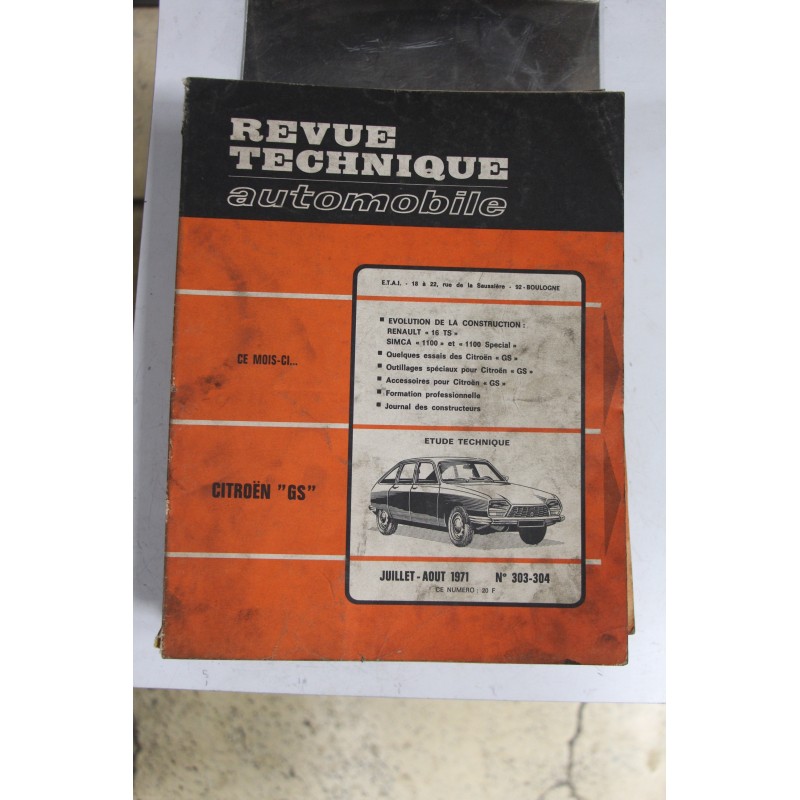 REVUE
TECHNIQUE
automobile
E.T.A.I. - 18 à 22, rue de la Saussière - 92-BOULOGNE
CE MOIS-CI...
■ EVOLUTION DE LA CONSTRUCTION :
RENAULT « 16 TS »
SIMCA « 1100 » et « 1100 Special »
■ Quelques essais des Citroën « GS »
■ Outillages spéciaux pour Citroën « GS »
■ Accessoires pour Citroën « GS »
■ Formation professionnelle
■ Journal des constructeurs
CITROËN "GS"
ETUDE TECHNIQUE
JUILLET - AOUT 1971 N° 303-304
CE NUMERO : 20 F